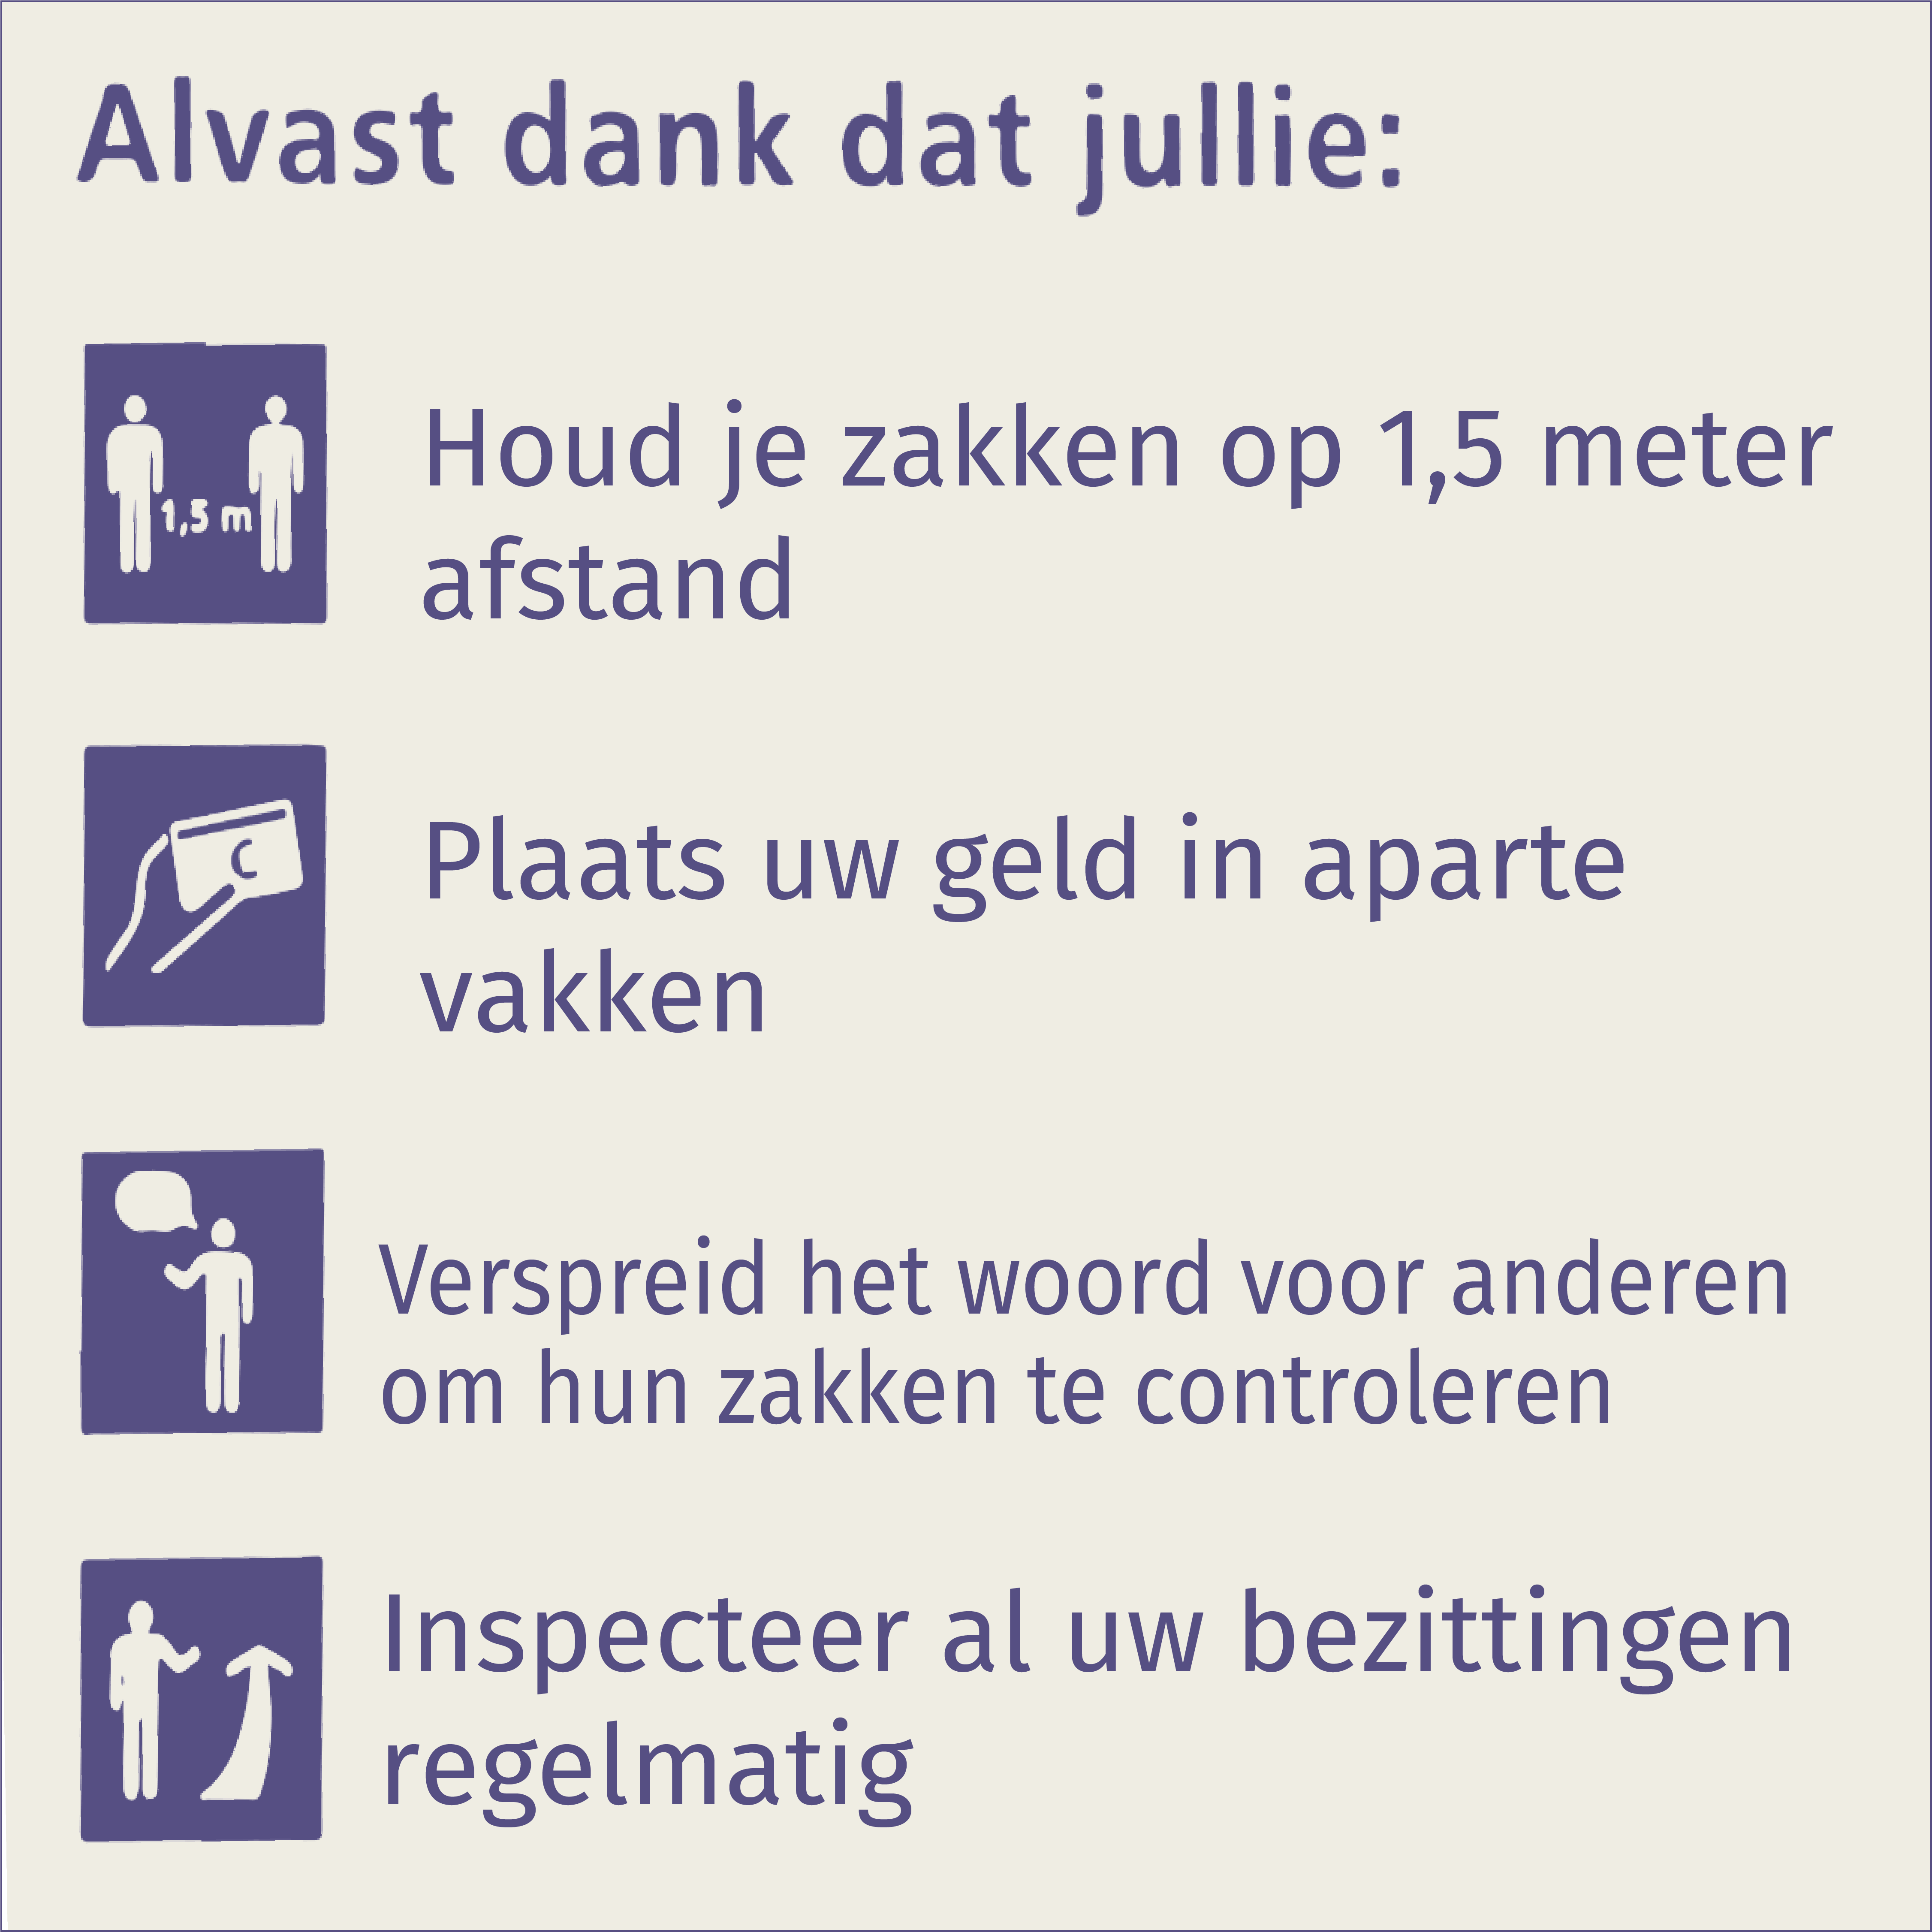 Alvast dank dat jullie:
1,5 m
Houd je zakken op 1,5 meter
afstand
C
Plaats uw geld in aparte
vakken
Verspreid het woord voor anderen
om hun zakken te controleren
Inspecteer al uw bezittingen
regelmatig